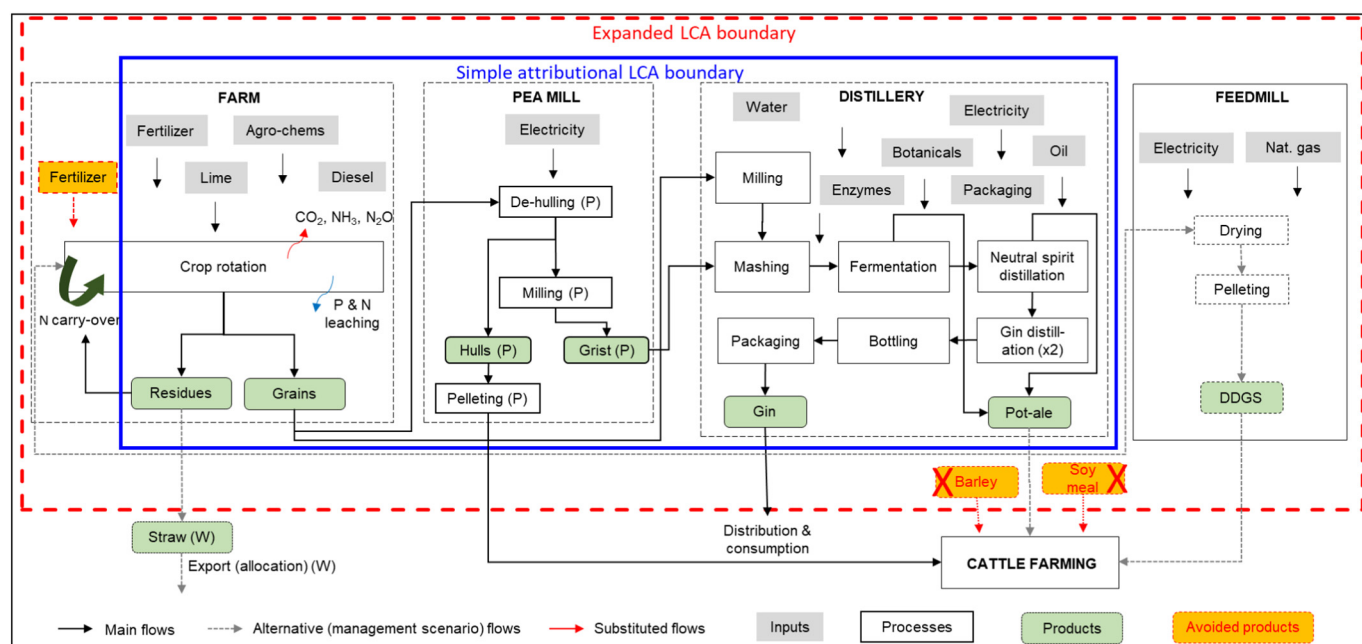 Expanded LCA boundary
Simple attributional LCA boundary
FARM
Fertilizer
Agro-chems
Fertilizer
Lime
Diesel
CO2, NH3, N2O
Crop rotation
P & N
leaching
N carry-over
Residues
Grains
PEA MILL
Electricity
De-hulling (P)
Milling (P)
Hulls (P)
Grist (P)
Pelleting (P)
DISTILLERY
Water
Electricity
Botanicals
Oil
Enzymes
Packaging
Milling
Mashing
Fermentation
Neutral spirit
distillation
Packaging
Bottling
Gin distill-
ation (x2)
Gin
Pot-ale
FEEDMILL
Electricity
Nat. gas
Drying
Pelleting
DDGS
X Barley
Soy
meal X
Straw (W)
Export (allocation) (W)
Distribution &
consumption
CATTLE FARMING
Main flows
Alternative (management scenario) flows
Substituted flows
Inputs
Processes
Products
Avoided products